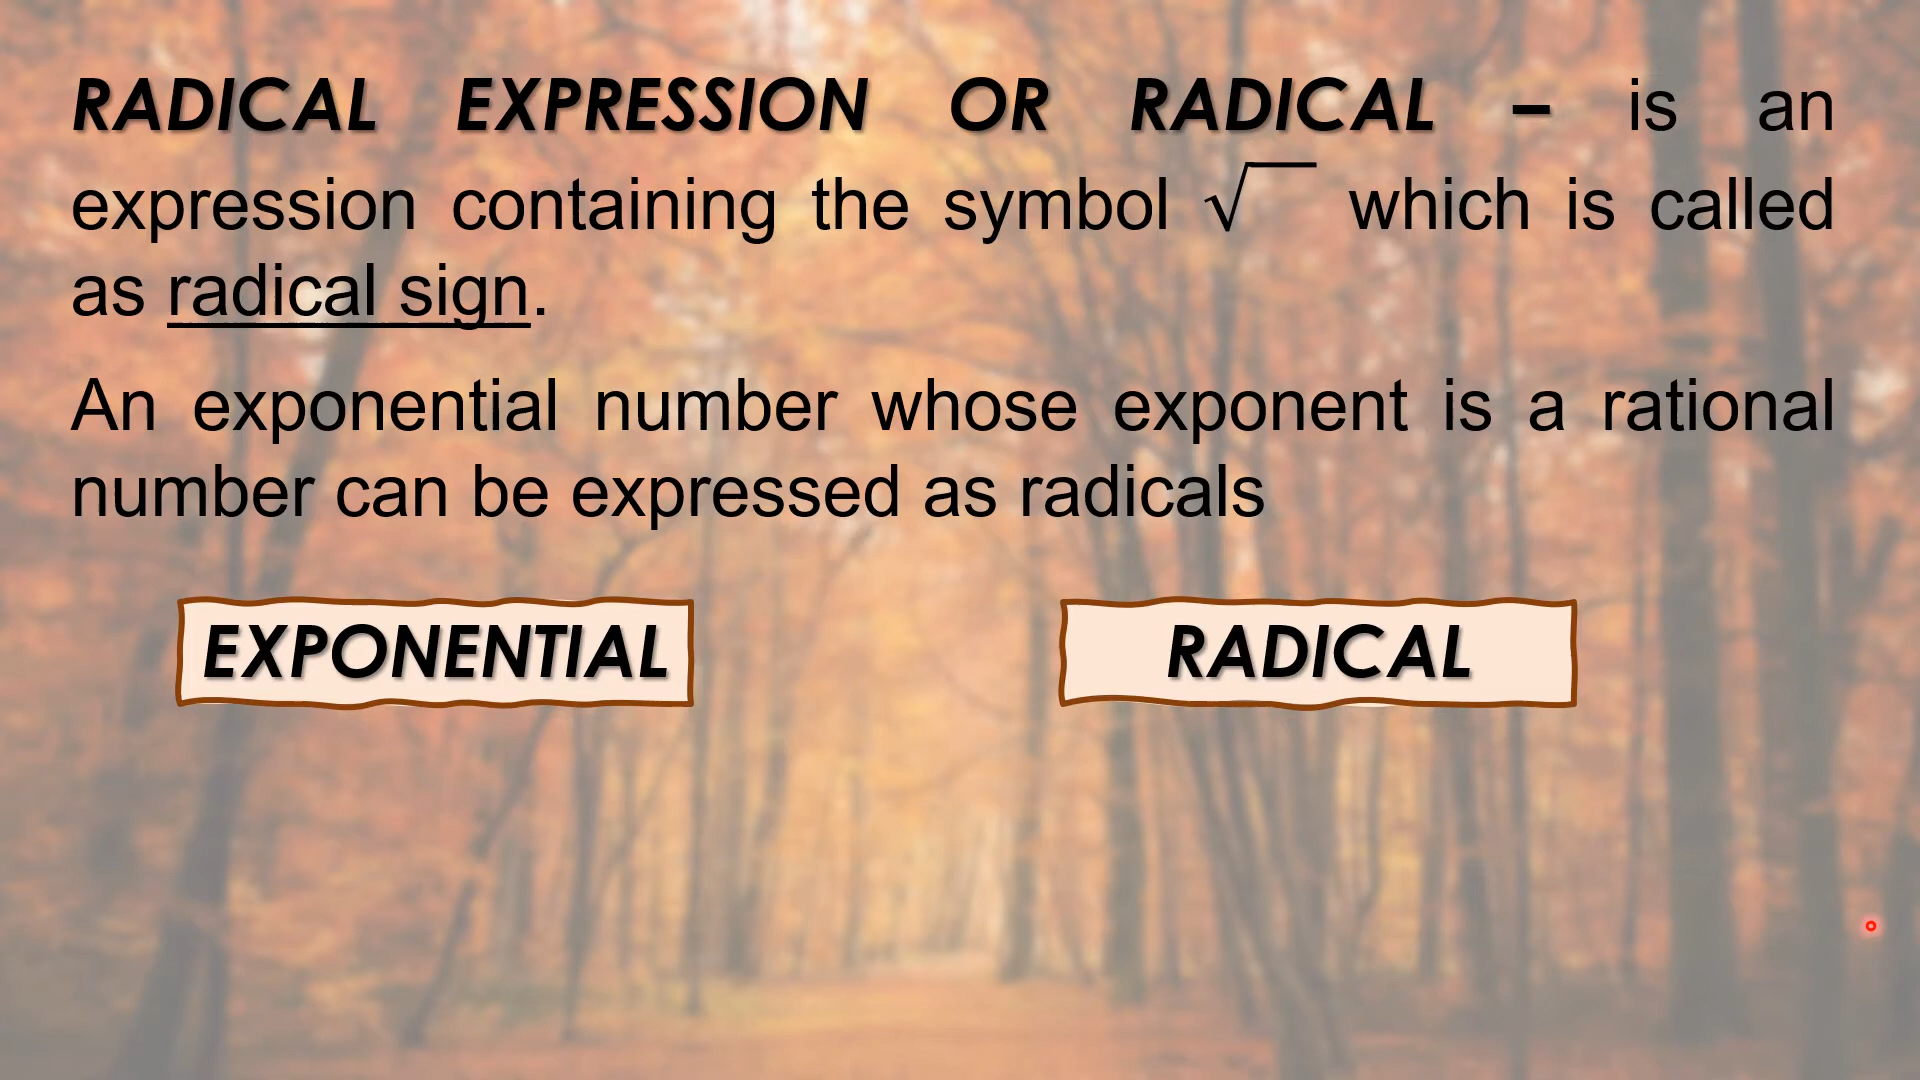 RADICAL EXPRESSION OR RADICAL – is an
expression containing the symbol √ which is called
as radical sign.
An exponential number whose exponent is a rational
number can be expressed as radicals
EXPONENTIAL
RADICAL